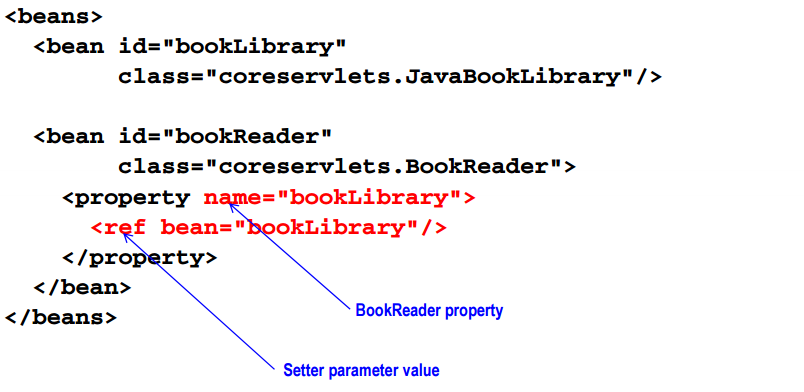 <beans>
<bean id="bookLibrary"
class="coreservlets.JavaBookLibrary"/>
<bean id="bookReader"
class="coreservlets.BookReader">
<property name="bookLibrary">
<ref bean="bookLibrary"/>
</property>
</bean>
</beans>
BookReader property
Setter parameter value